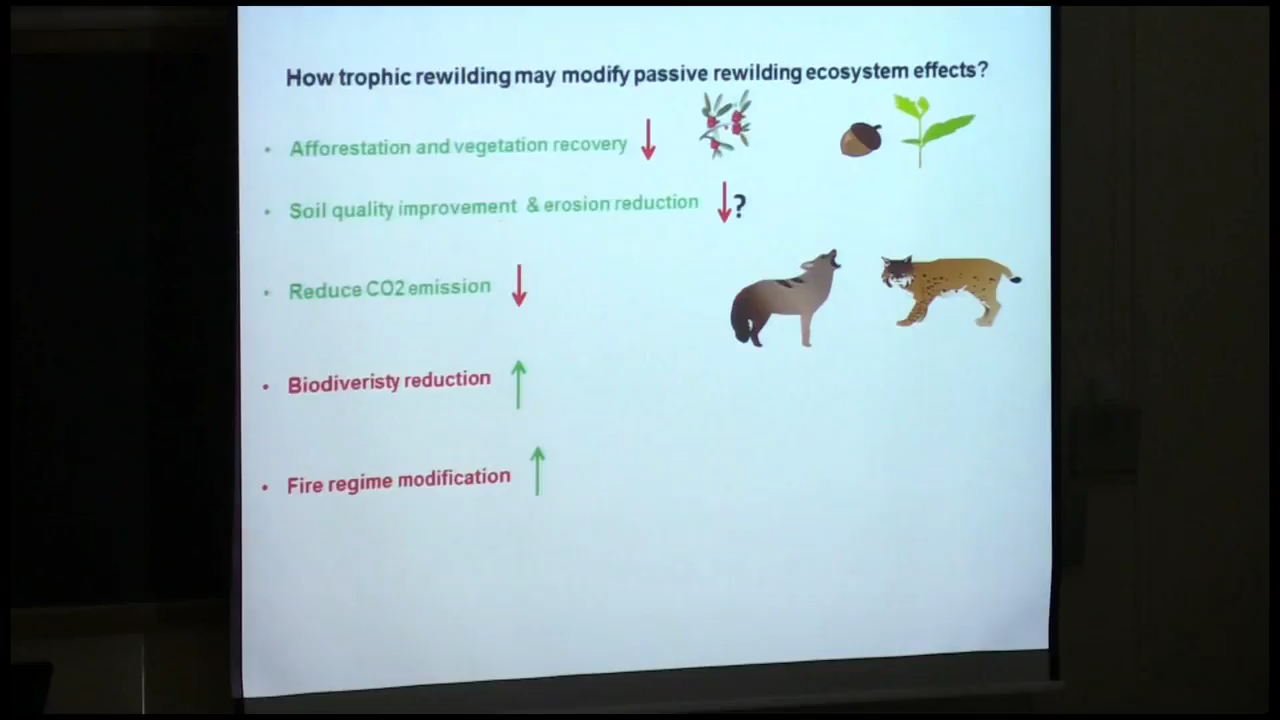 How trophic rewilding may modify passive rewilding ecosystem effects?
• Afforestation and vegetation recovery
• Soil quality improvement & erosion reduction ?
• Reduce CO2 emission
• Biodiveristy reduction
• Fire regime modification